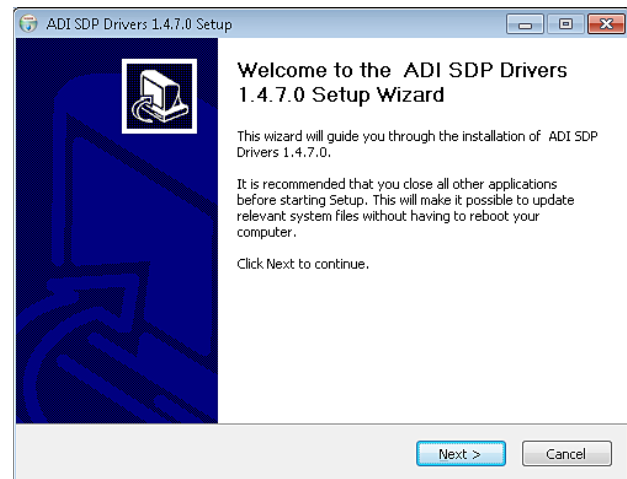 ADI SDP Drivers 1.4.7.0 Setup
Welcome to the ADI SDP Drivers
1.4.7.0 Setup Wizard
This wizard will guide you through the installation of ADI SDP
Drivers 1.4.7.0.
It is recommended that you close all other applications
before starting Setup. This will make it possible to update
relevant system files without having to reboot your
computer.
Click Next to continue.
Next >
Cancel